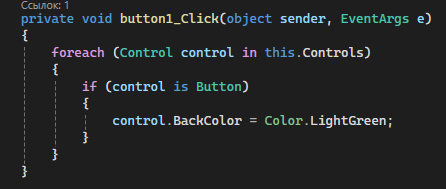 Ссылок: 1
private void button1_Click(object sender, EventArgs e)
{
foreach (Control control in this.Controls)
{
if (control is Button)
{
control.BackColor = Color.LightGreen;
}
}
}